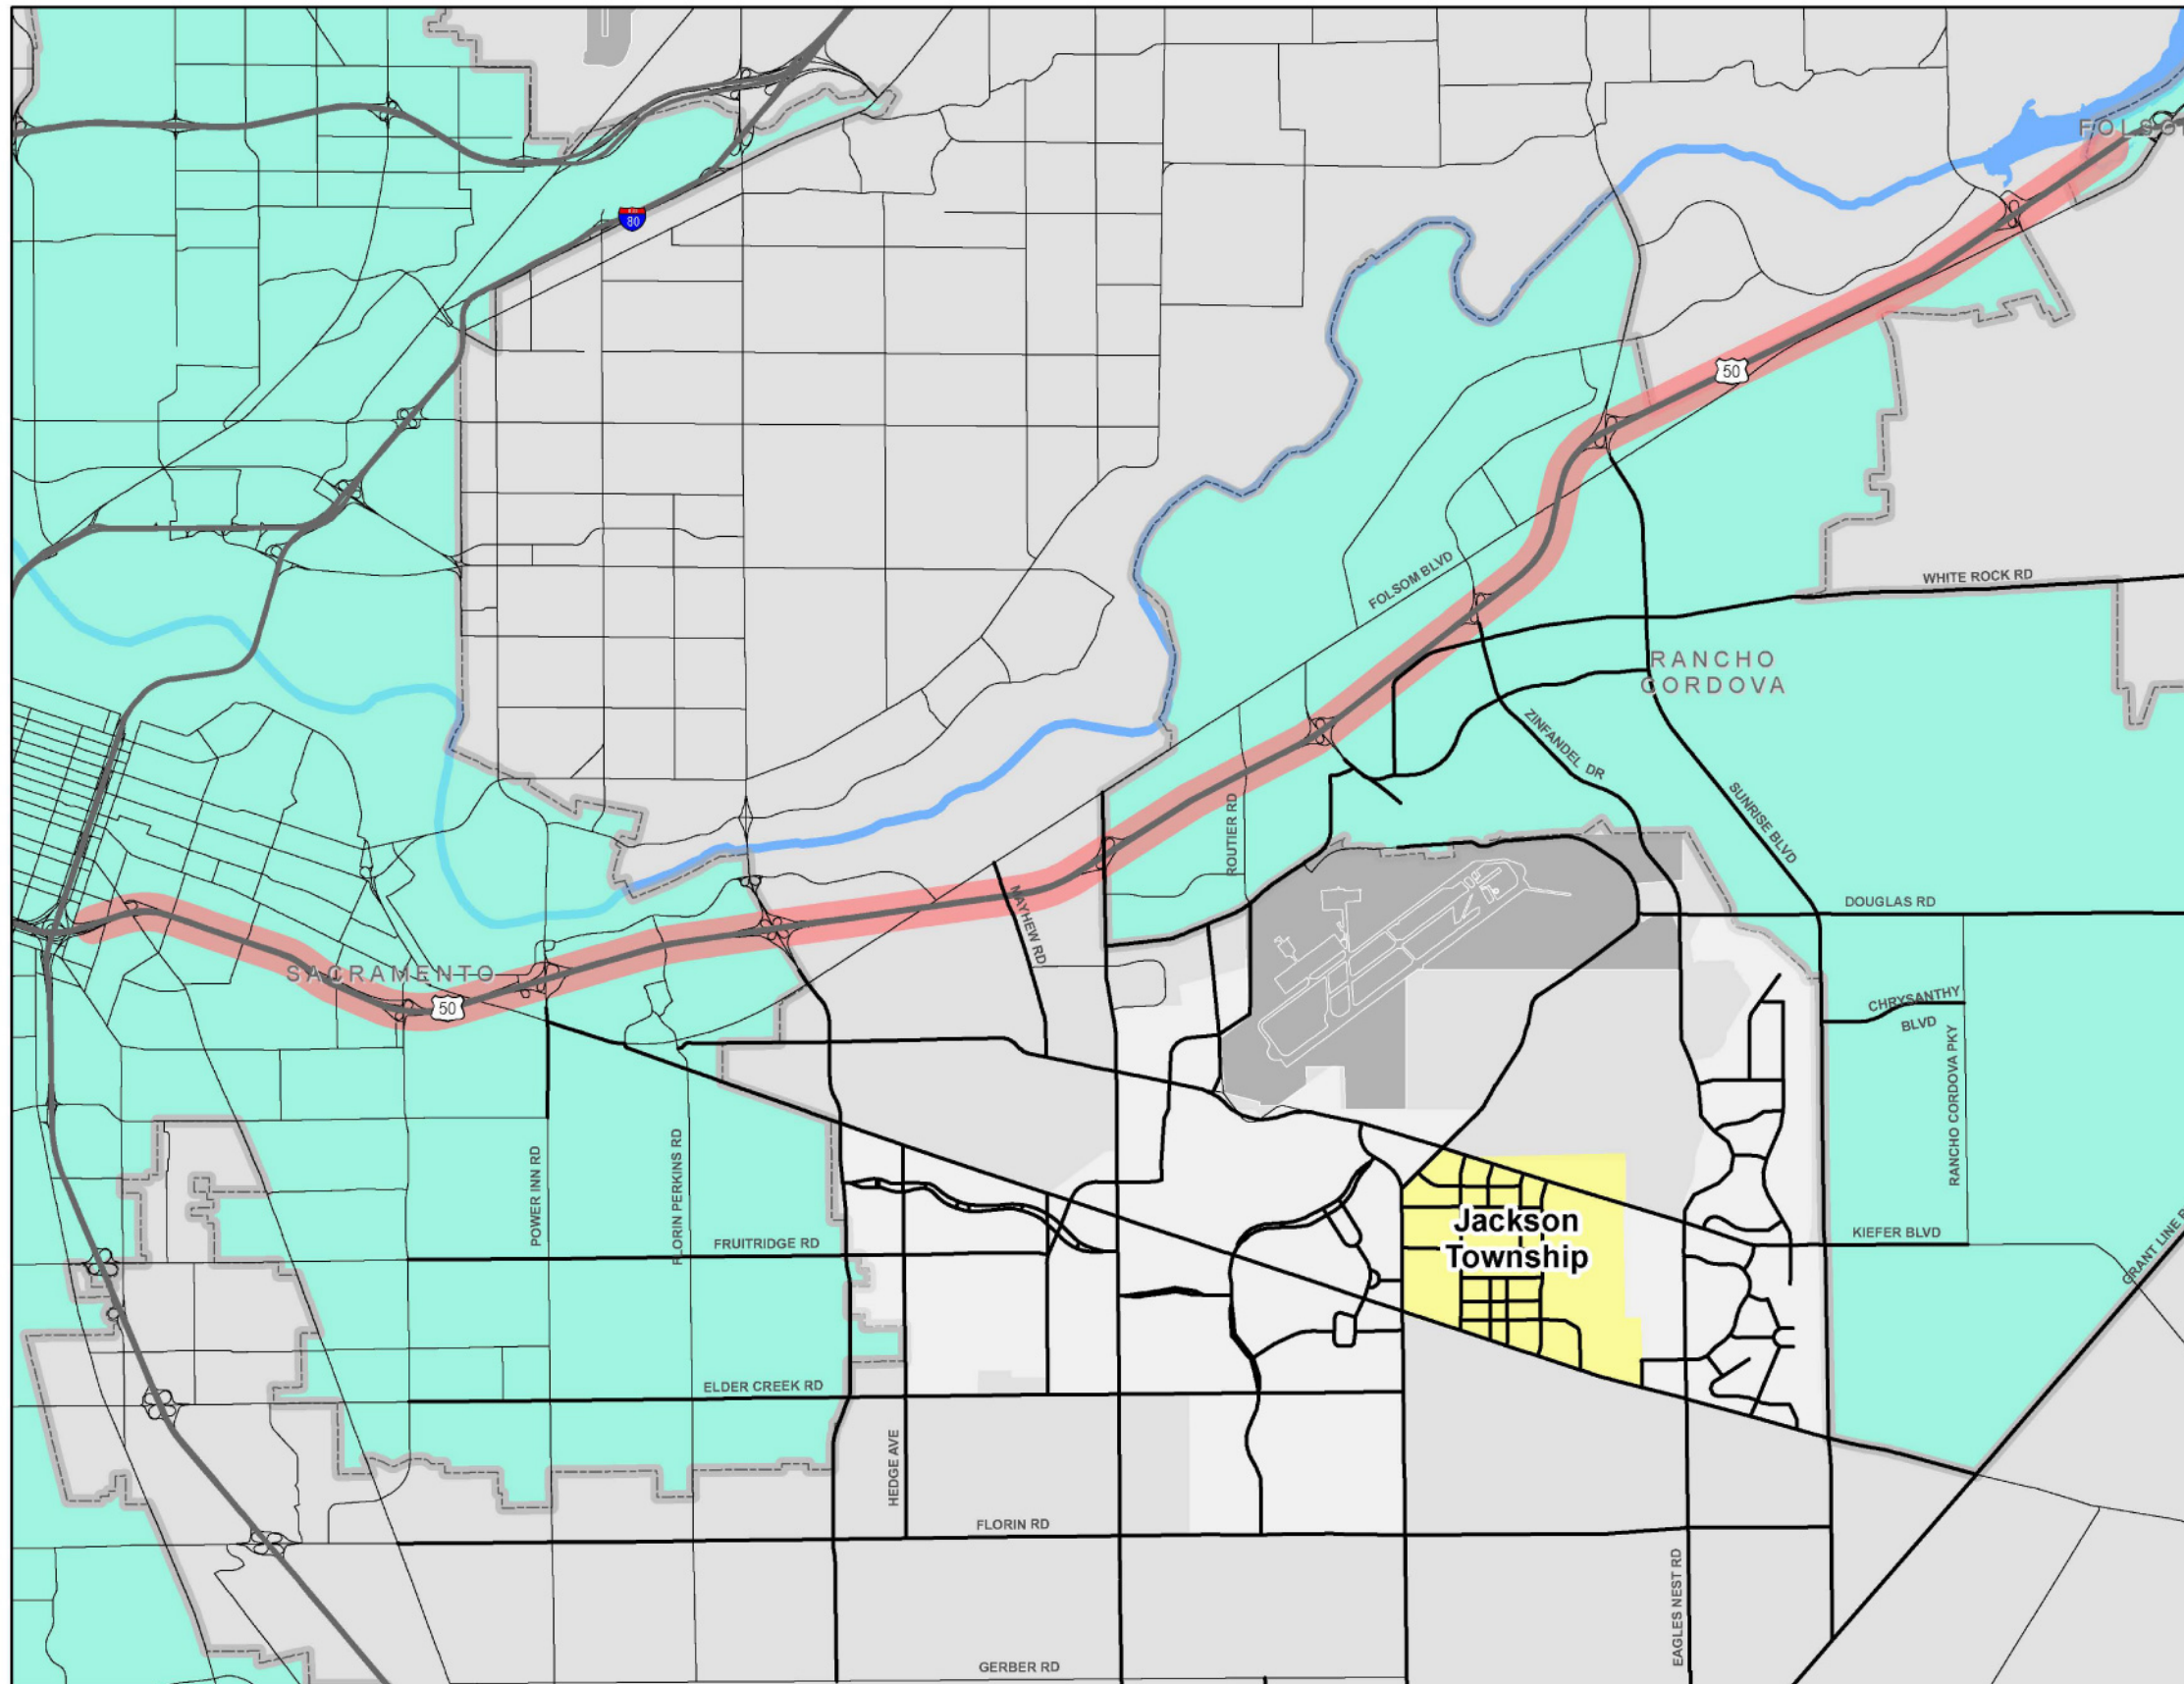 FOLSO
80
50
WHITE ROCK RD
FOLSOM BLVD
RANCHO
CORDOVA
ZINFANDEL DR
SUNRISE BLVD
ROUTIER RD
MAYHEW RD
DOUGLAS RD
SACRAMENTO
50
CHRYSANTHY
BLVD
RANCHO CORDOVA PKY
POWER INN RD
FLORIN PERKINS RD
Jackson
Township
FRUITRIDGE RD
KIEFER BLVD
GRANT LINE R
ELDER CREEK RD
HEDGE AVE
FLORIN RD
EAGLES NEST RD
GERBER RD